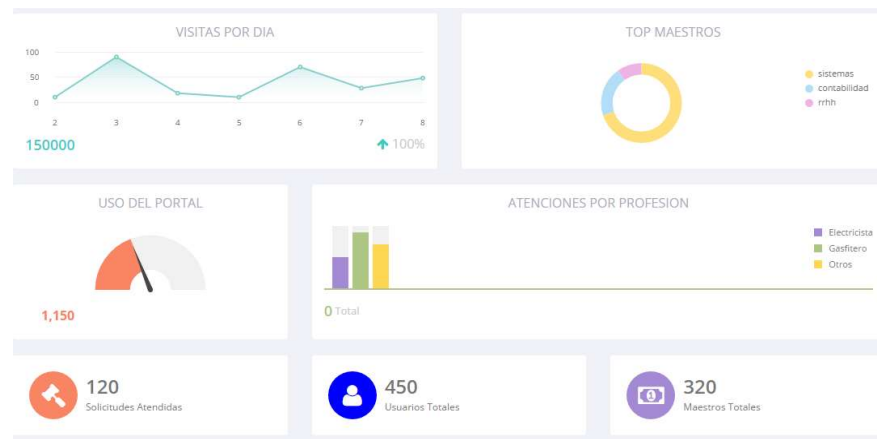 VISITAS POR DIA
100
50
0
2 3 4 5 6 7 8
150000
100%
TOP MAESTROS
sistemas
contabilidad
rrhh
USO DEL PORTAL
1,150
ATENCIONES POR PROFESION
Electricista
Gasfitero
Otros
0 Total
120
Solicitudes Atendidas
450
Usuarios Totales
320
Maestros Totales